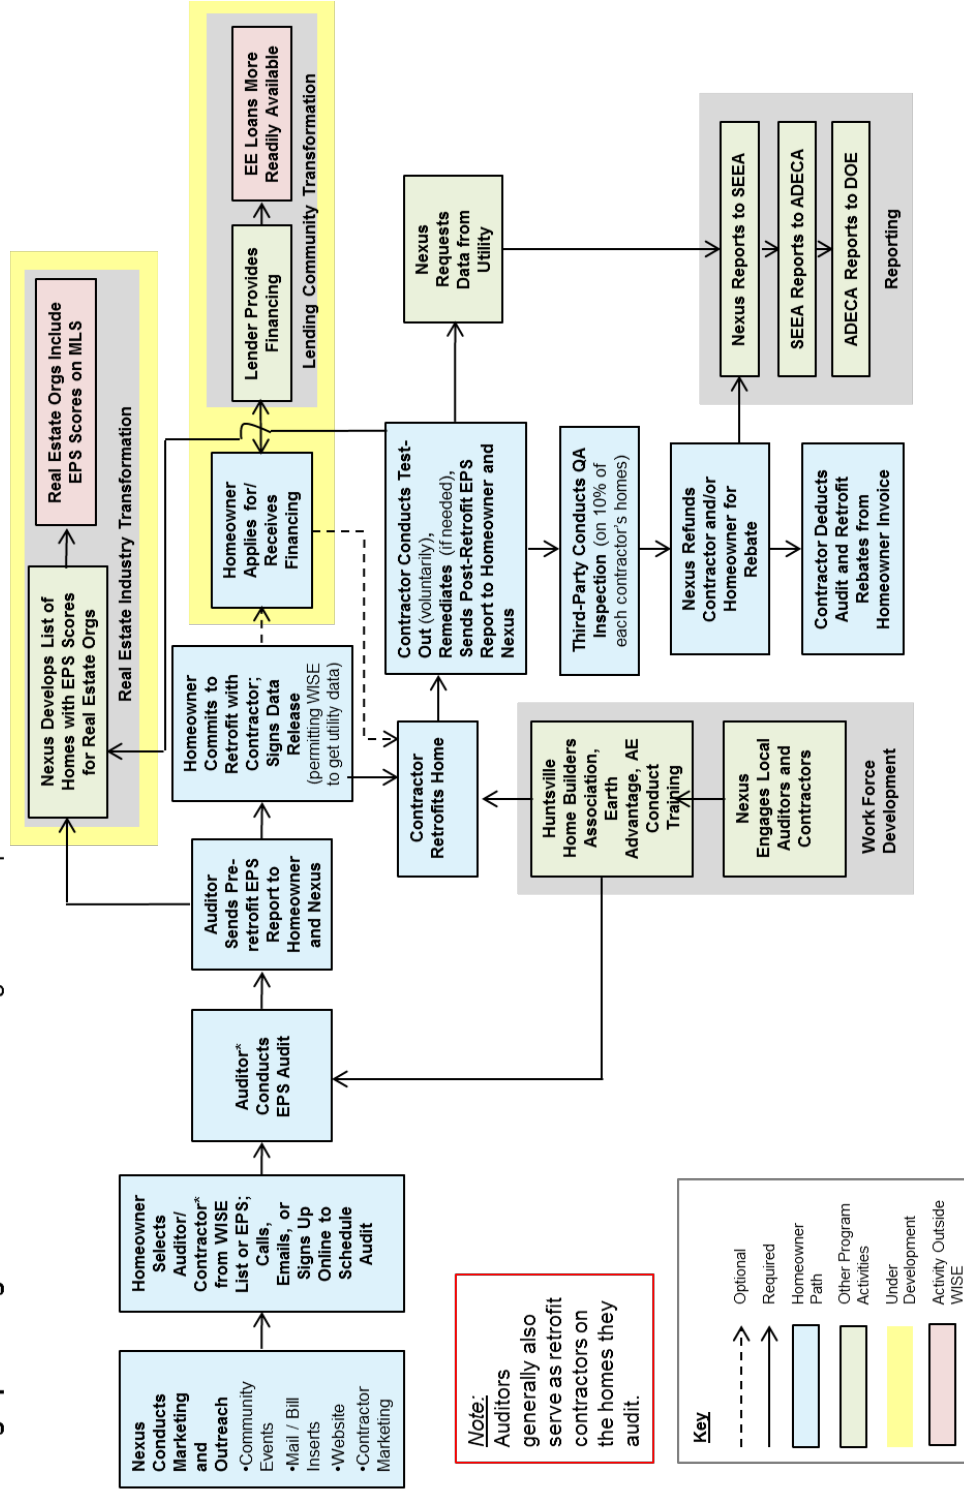 Nexus
Conducts
Marketing
and
Outreach
•Community
Events
•Mail / Bill
Inserts
•Website
•Contractor
Marketing
Homeowner
Selects
Auditor/
Contractor*
from WISE
List or EPS;
Calls,
Emails, or
Signs Up
Online to
Schedule
Audit
Auditor*
Conducts
EPS Audit
Auditor
Sends Pre-
retrofit EPS
Report to
Homeowner
and Nexus
Nexus Develops List of
Homes with EPS Scores
for Real Estate Orgs
Real Estate Orgs Include
EPS Scores on MLS
Real Estate Industry Transformation
Homeowner
Commits to
Retrofit with
Contractor;
Signs Data
Release
(permitting WISE
to get utility data)
Homeowner
Applies for/
Receives
Financing
Lender Provides
Financing
EE Loans More
Readily Available
Lending Community Transformation
Contractor
Retrofits Home
Contractor Conducts Test-
Out (voluntarily),
Remediates (if needed),
Sends Post-Retrofit EPS
Report to Homeowner and
Nexus
Nexus
Requests
Data from
Utility
Third-Party Conducts QA
Inspection (on 10% of
each contractor's homes)
Nexus Refunds
Contractor and/or
Homeowner for
Rebate
Contractor Deducts
Audit and Retrofit
Rebates from
Homeowner Invoice
Nexus Reports to SEEA
SEEA Reports to ADECA
ADECA Reports to DOE
Reporting
Huntsville
Home Builders
Association,
Earth
Advantage, AE
Conduct
Training
Nexus
Engages Local
Auditors and
Contractors
Work Force
Development
Note:
Auditors
generally also
serve as retrofit
contractors on
the homes they
audit.
Key
Optional
Required
Homeowner
Path
Other Program
Activities
Under
Development
Activity Outside
WISE